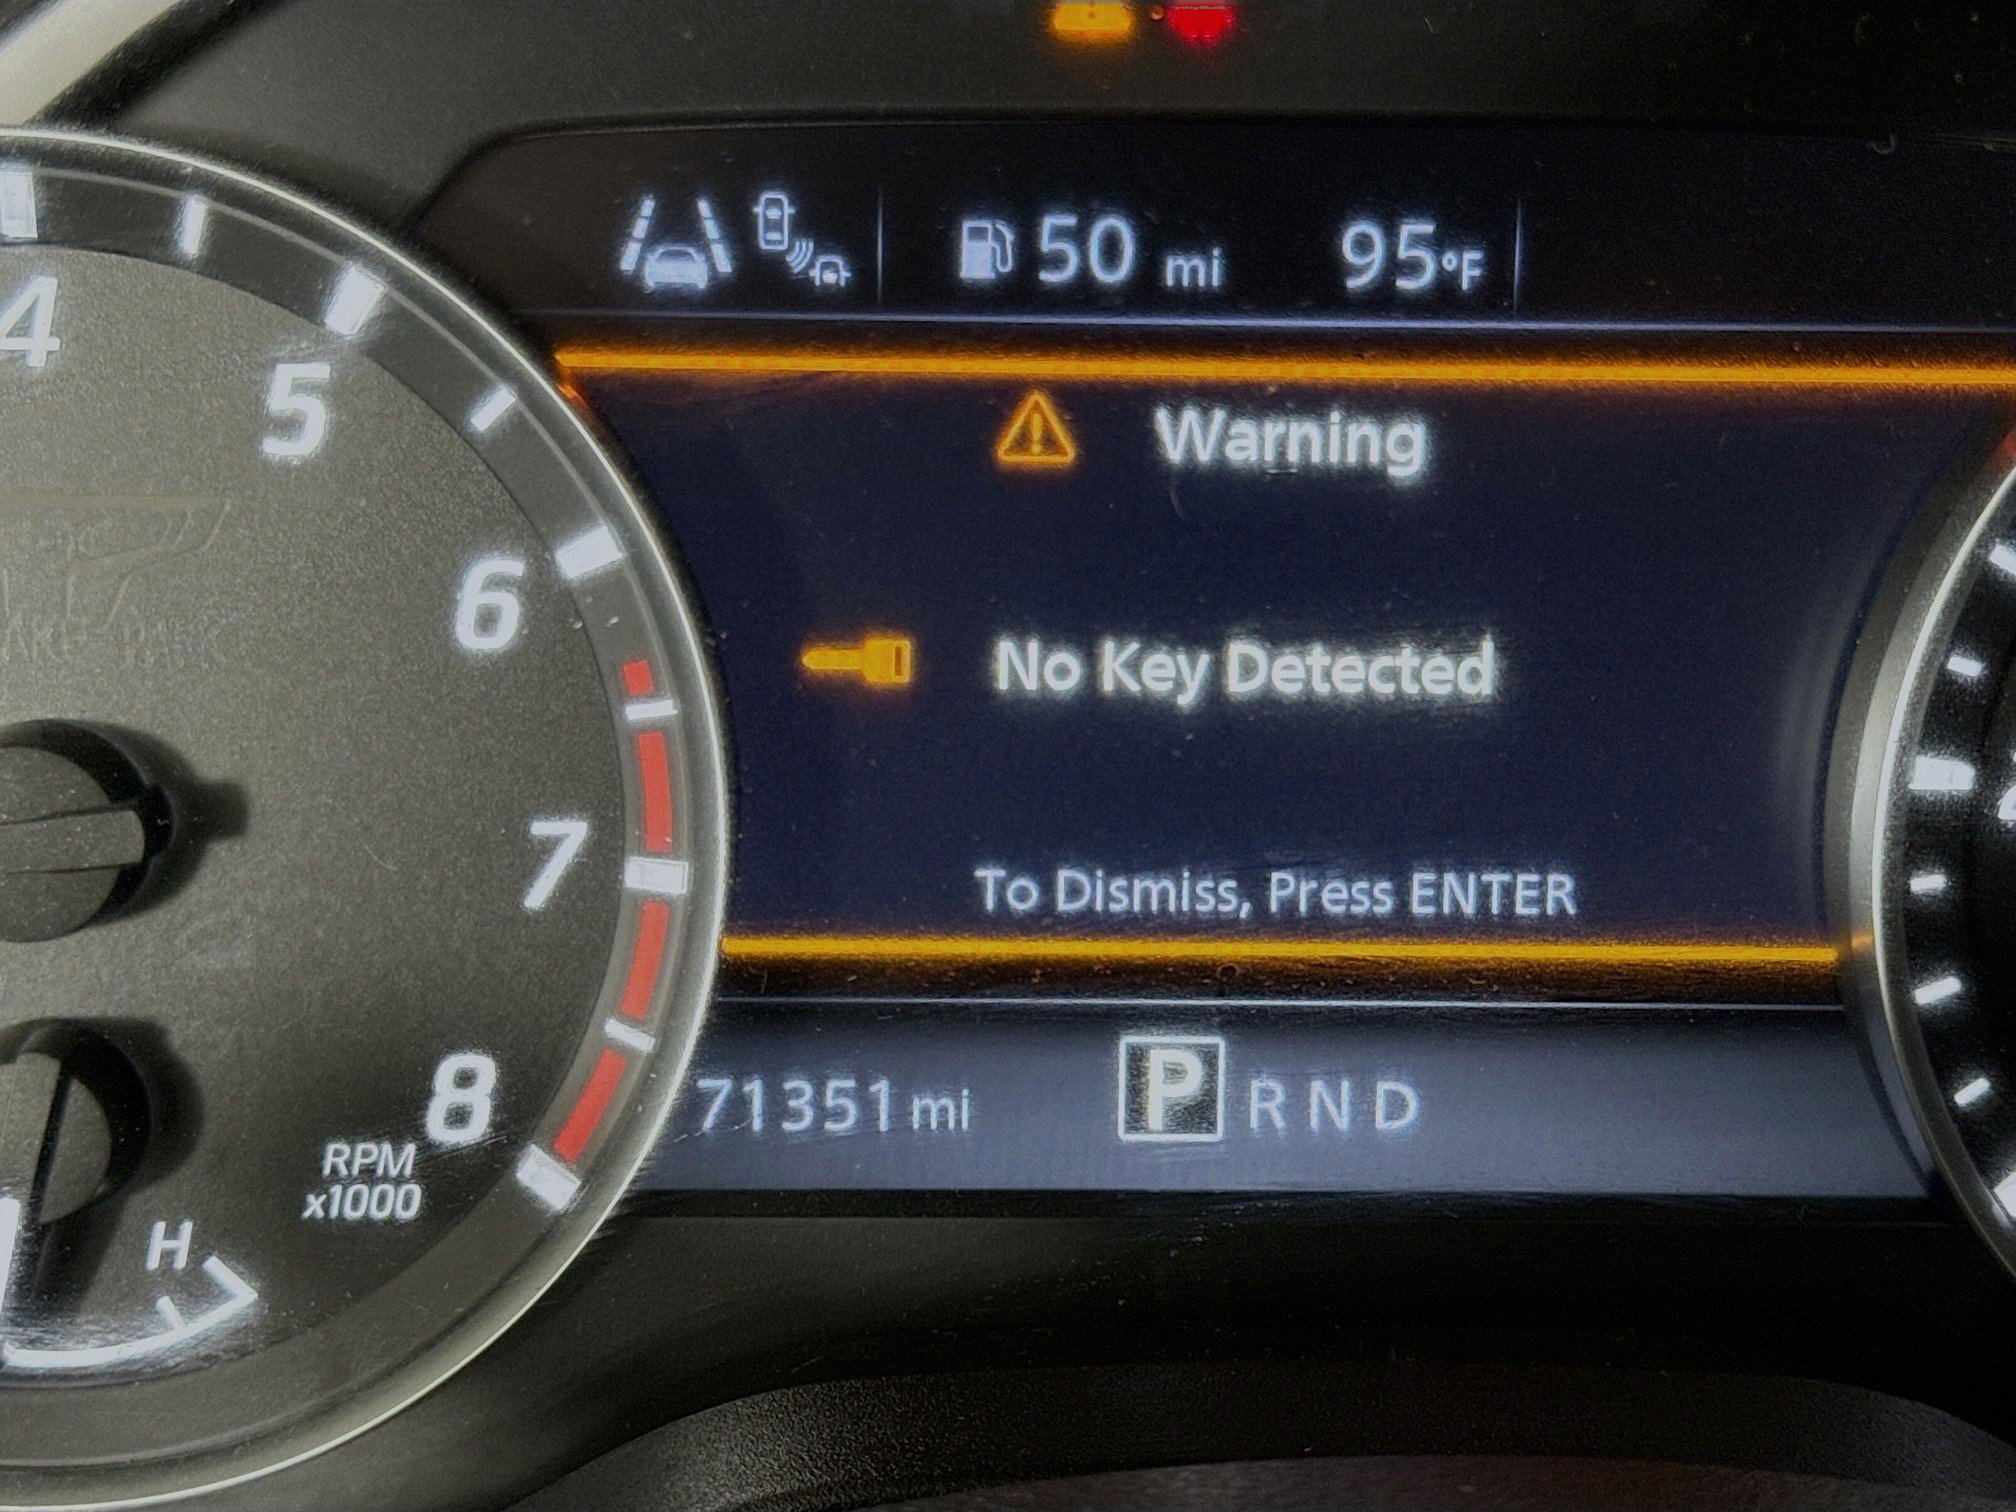 50 mi 95°F
Warning
No Key Detected
To Dismiss, Press ENTER
71351 mi P R N D
4
5
6
7
8
RPM
x1000
H